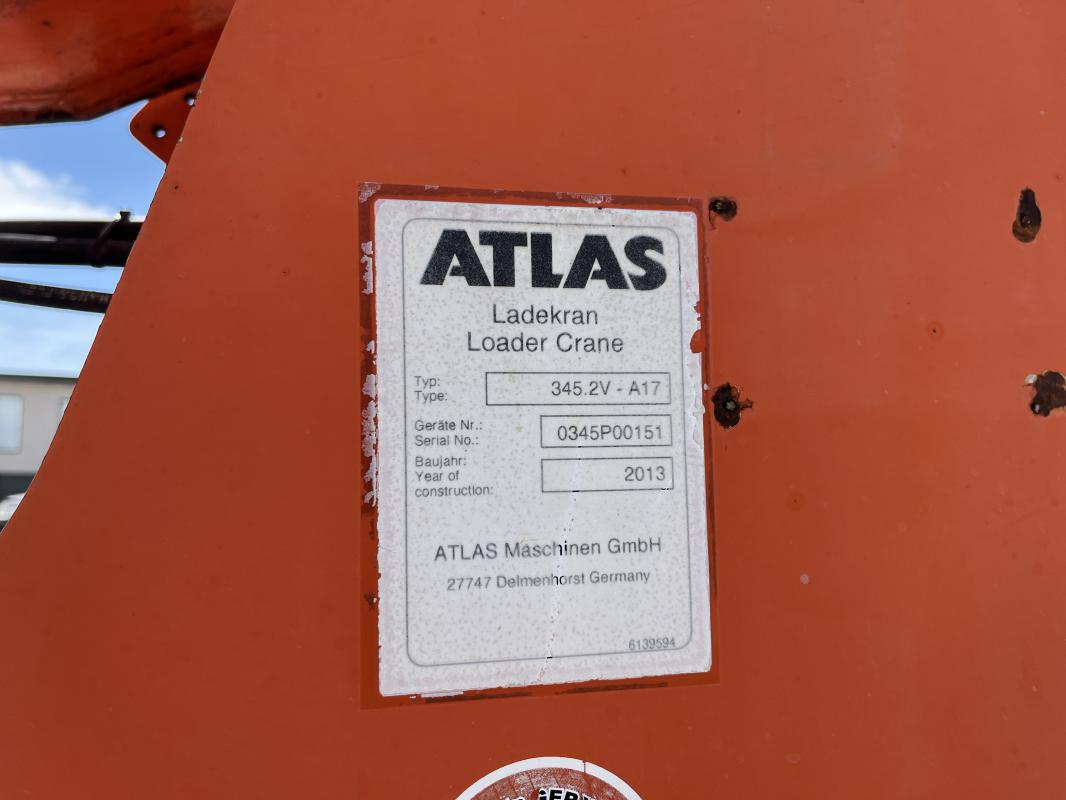 ATLAS
Ladekran
Loader Crane
Typ:
Type:
345.2V - A17
Geräte Nr.:
Serial No.:
0345P00151
Baujahr:
Year of
construction:
2013
ATLAS Maschinen GmbH
27747 Delmenhorst Germany
6139594